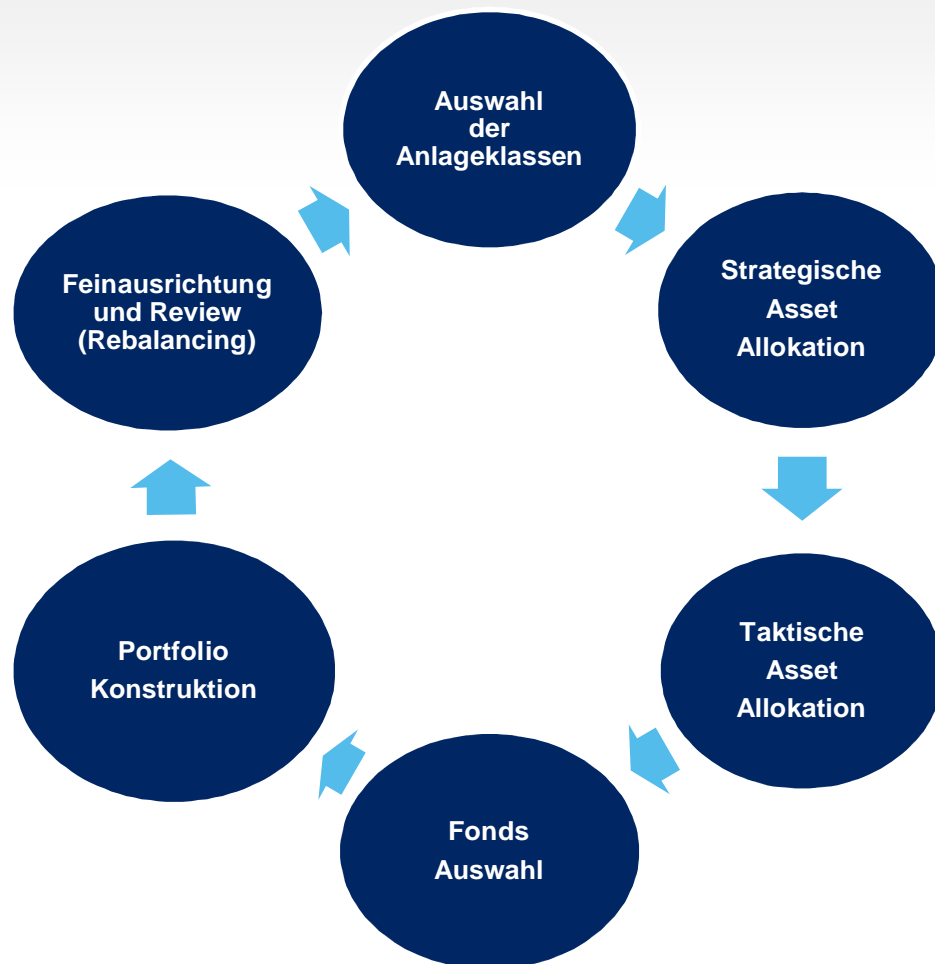 Auswahl
der
Anlageklassen
Strategische
Asset
Allokation
Taktische
Asset
Allokation
Fonds
Auswahl
Portfolio
Konstruktion
Feinausrichtung
und Review
(Rebalancing)